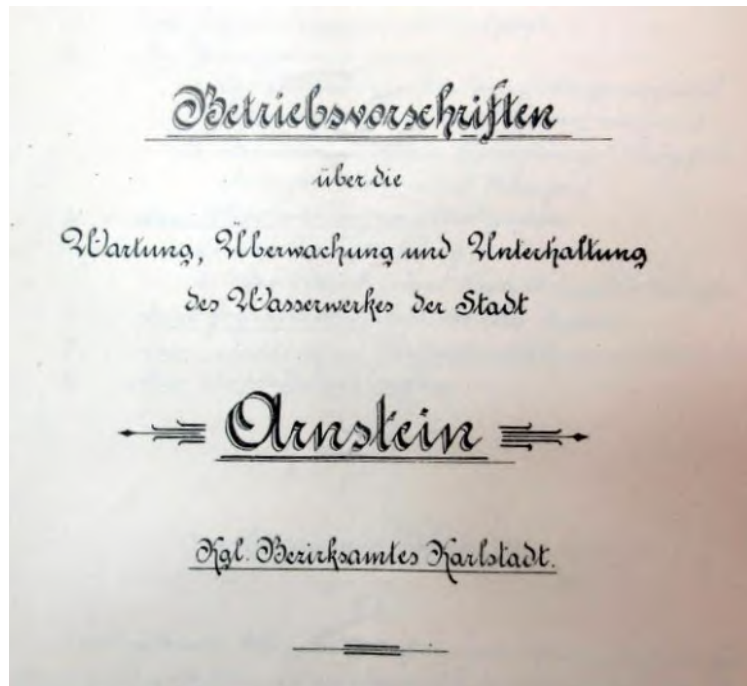 Betriebsvorschriften
über die
Wartung, Überwachung und Unterhaltung
des Wasserwerkes der Stadt
Arnstein
Kgl. Bezirksamtes Karlstadt.